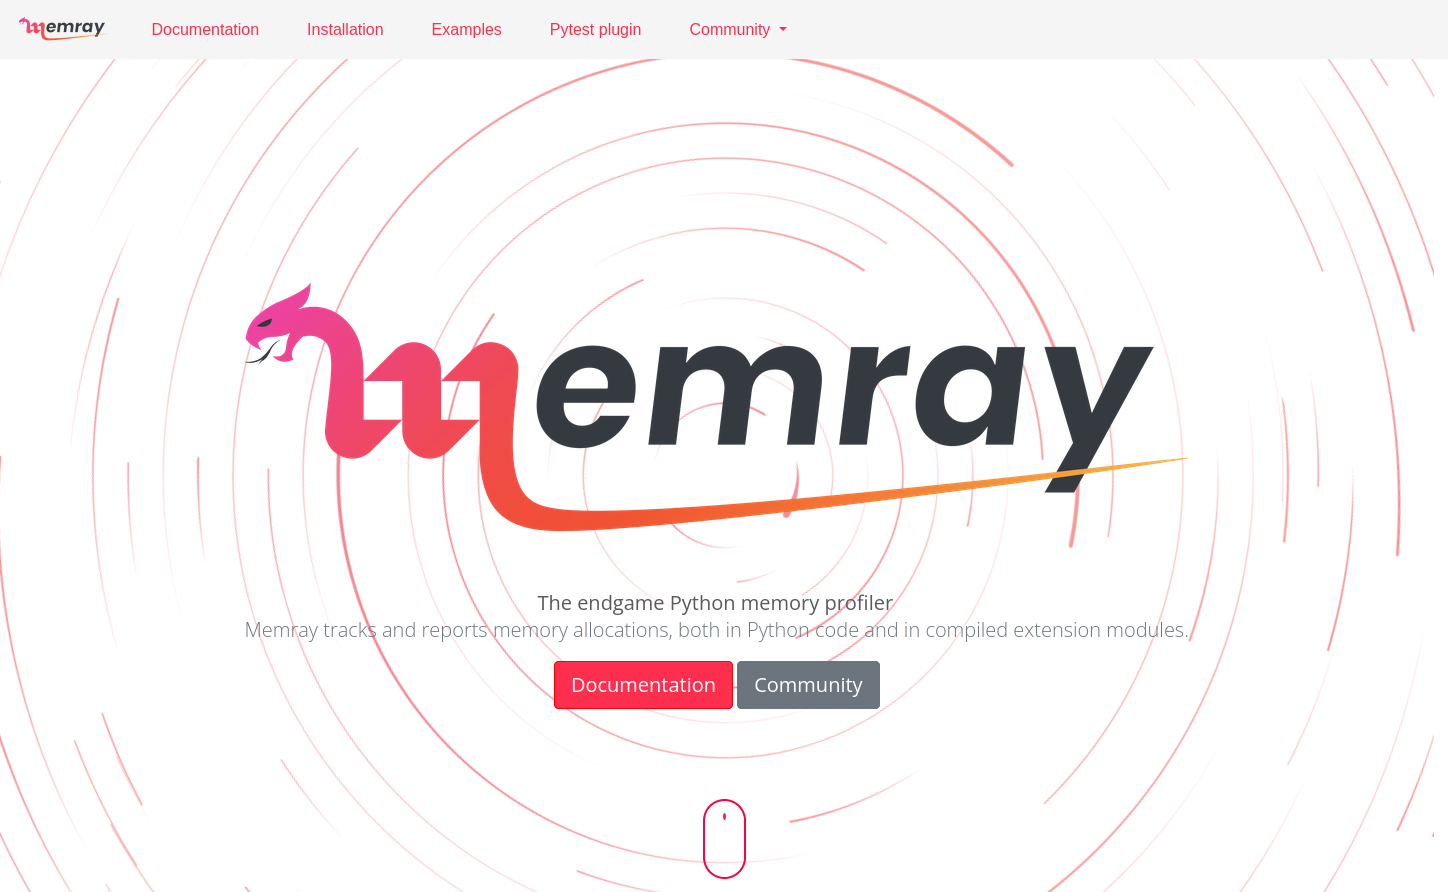 memray
Documentation
Installation
Examples
Pytest plugin
Community
memray
The endgame Python memory profiler
Memray tracks and reports memory allocations, both in Python code and in compiled extension modules.
Documentation
Community